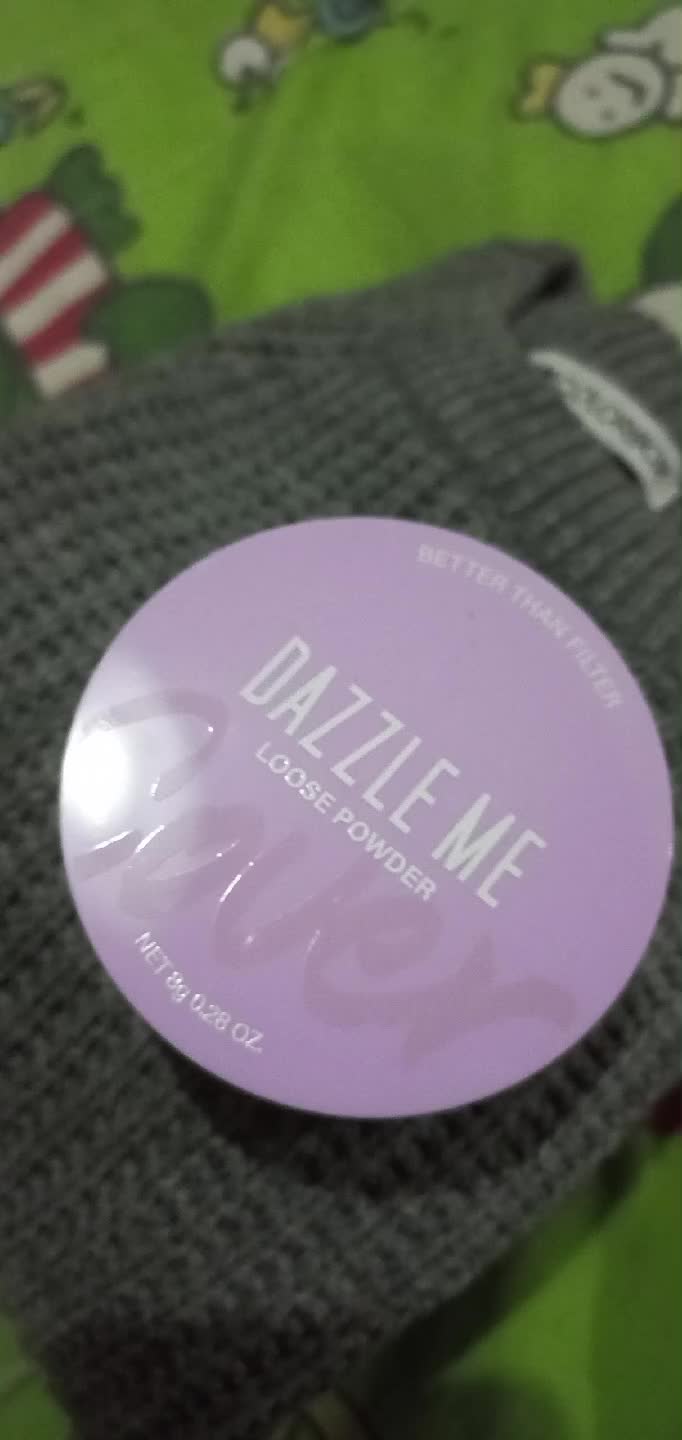 BETTER THAN FILTER
DAZZLE ME
LOOSE POWDER
NET 8g 0.28 OZ.